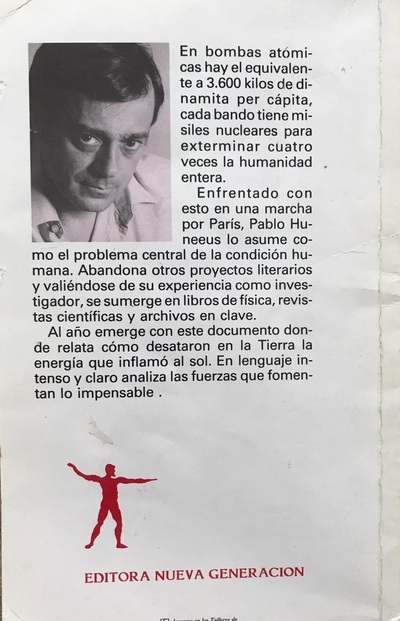 En bombas atómi-
cas hay el equivalen-
te a 3.600 kilos de di-
namita per cápita,
cada bando tiene mi-
siles nucleares para
exterminar cuatro
veces la humanidad
entera.
Enfrentado con
esto en una marcha
por París, Pablo Hu-
neeus lo asume co-
mo el problema central de la condición hu-
mana. Abandona otros proyectos literarios
y valiéndose de su experiencia como inves-
tigador, se sumerge en libros de física, revis-
tas científicas y archivos en clave.
Al año emerge con este documento don-
de relata cómo desataron en la Tierra la
energía que inflamó al sol. En lenguaje in-
tenso y claro analiza las fuerzas que fomen-
tan lo impensable .
EDITORA NUEVA GENERACION
en los Talleres de